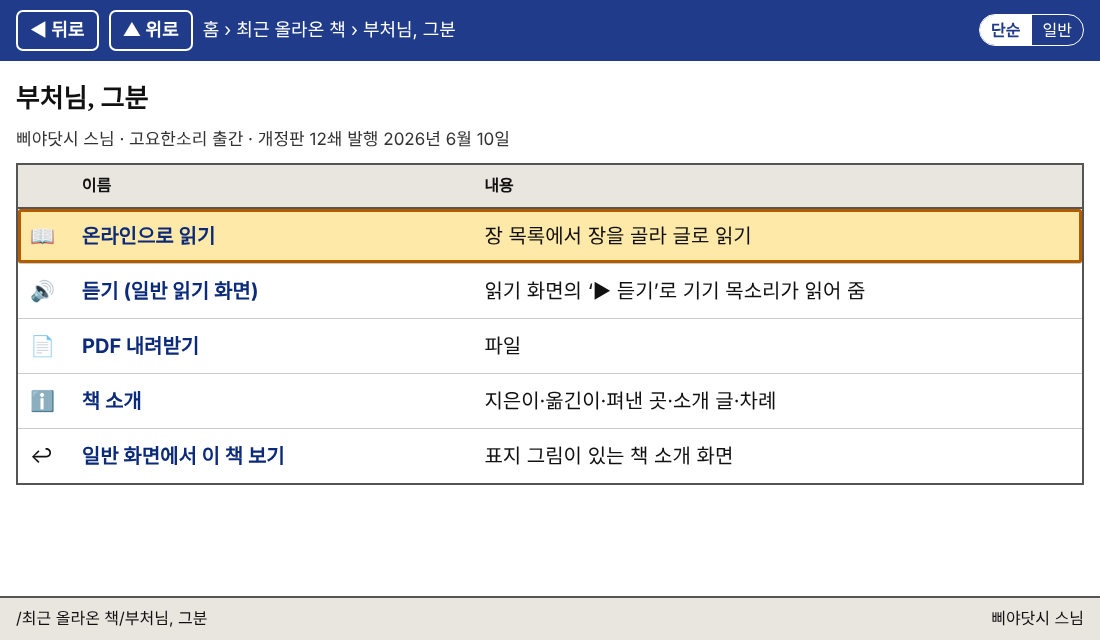 ◀ 뒤로 ▲ 위로 홈 › 최근 올라온 책 › 부처님, 그분 단순 일반
부처님, 그분
삐야닷시 스님 · 고요한소리 출간 · 개정판 12쇄 발행 2026년 6월 10일
이름 내용
온라인으로 읽기 장 목록에서 장을 골라 글로 읽기
듣기 (일반 읽기 화면) 읽기 화면의 ‘▶ 듣기’로 기기 목소리가 읽어 줌
PDF 내려받기 파일
책 소개 지은이·옮긴이·펴낸 곳·소개 글·차례
일반 화면에서 이 책 보기 표지 그림이 있는 책 소개 화면
/최근 올라온 책/부처님, 그분 삐야닷시 스님